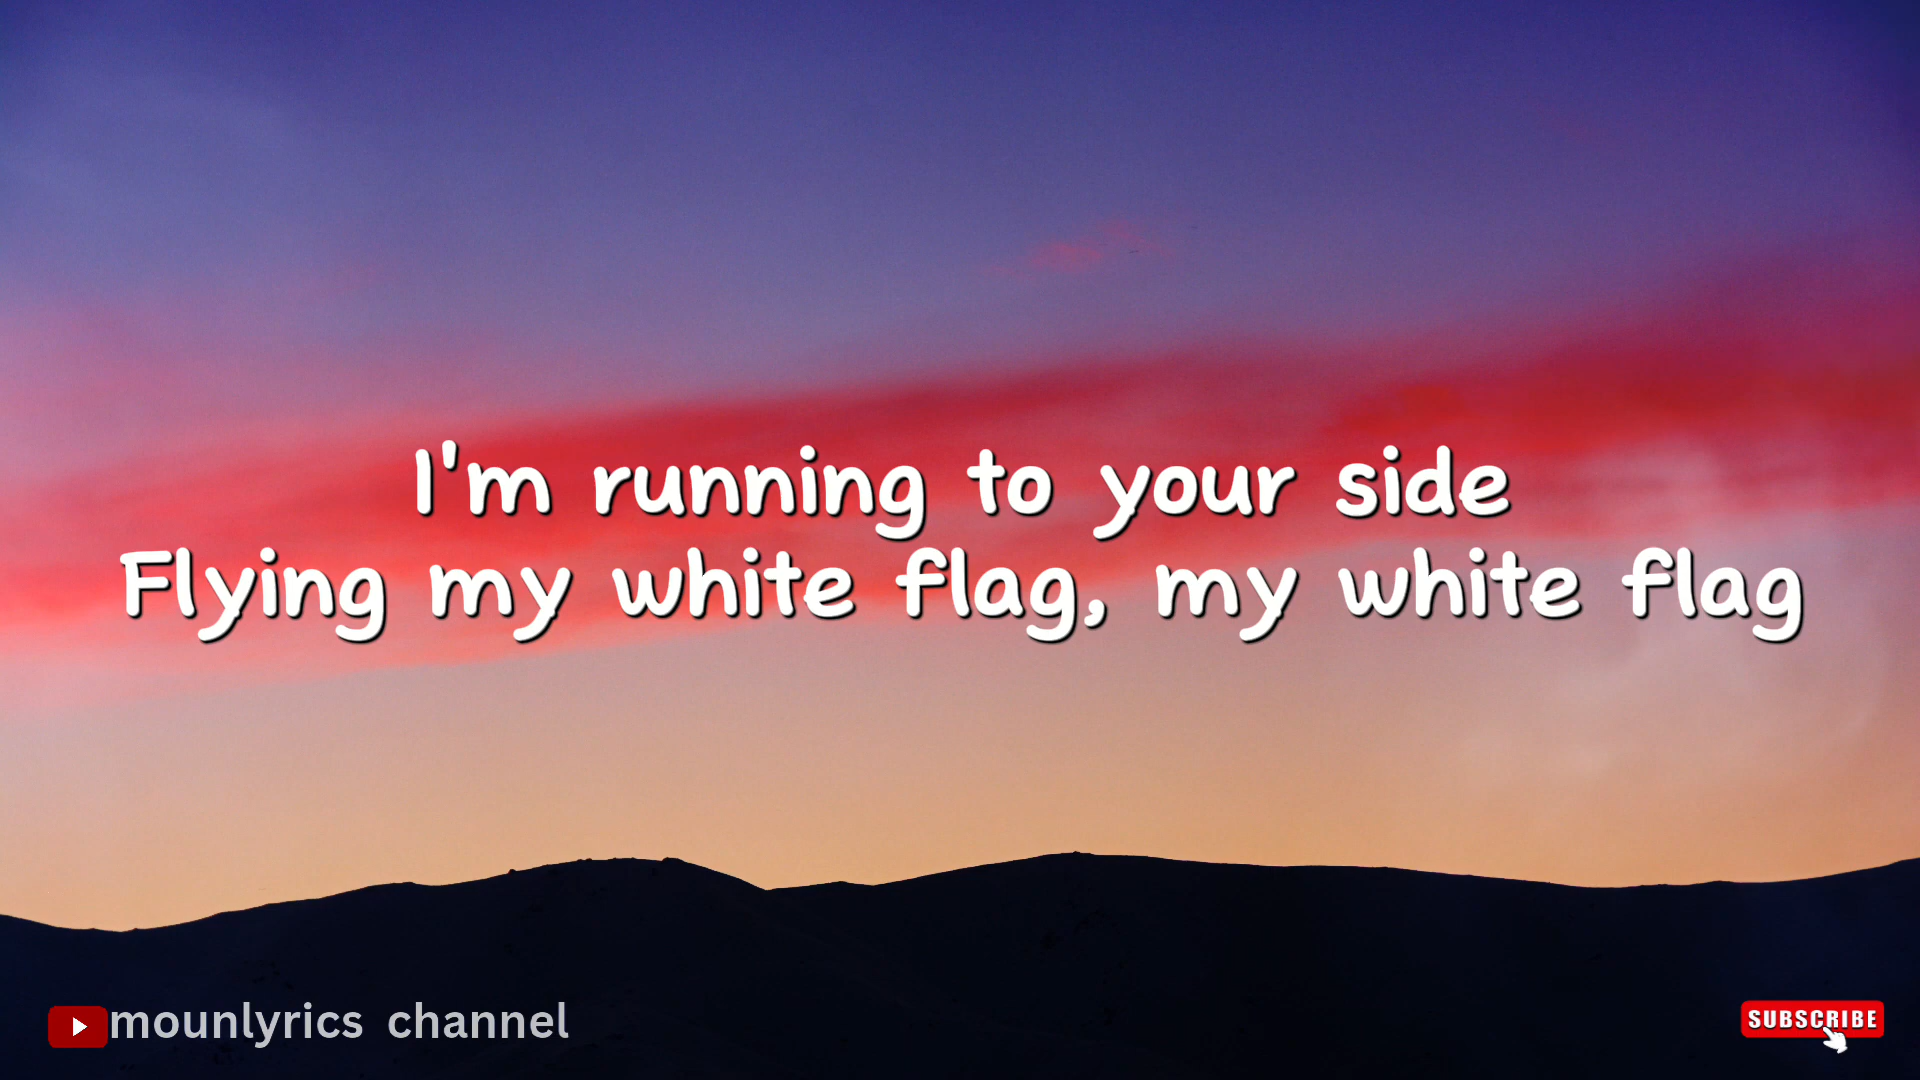 I'm running to your side
Flying my white flag, my white flag
mounlyrics channel
SUBSCRIBE